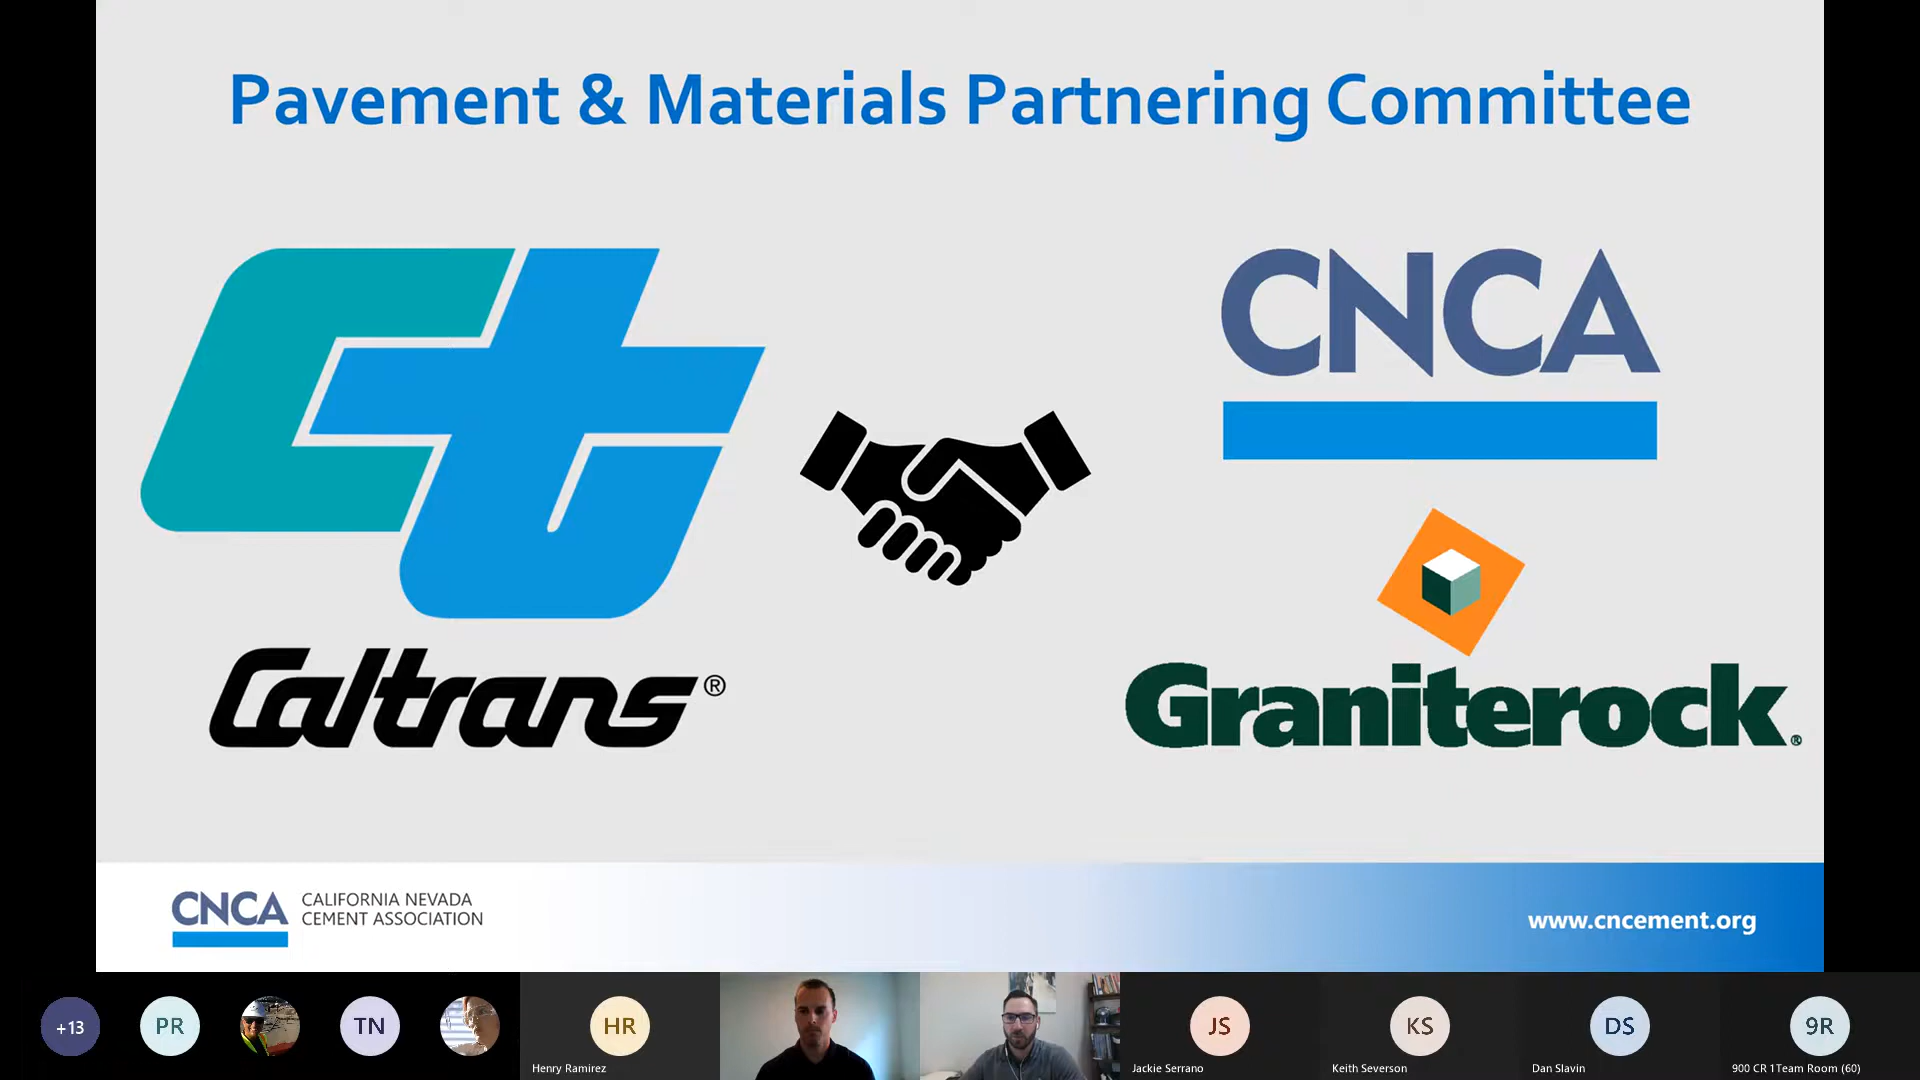 Pavement & Materials Partnering Committee
Ct
CNCA
Caltrans®
Graniterock®
CNCA
CALIFORNIA NEVADA
CEMENT ASSOCIATION
www.cncement.org
+13
PR
TN
HR
JS
KS
DS
9R
Henry Ramirez
Jackie Serrano
Keith Severson
Dan Slavin
900 CR 1Team Room (60)